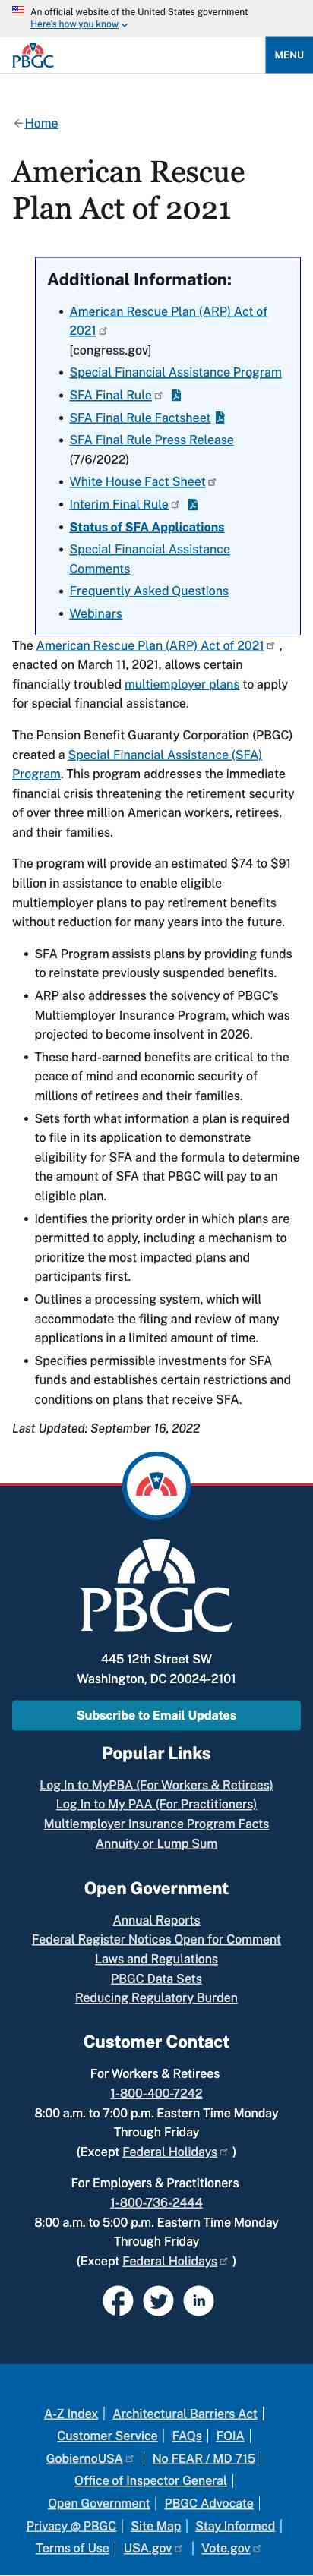 An official website of the United States government
Here's how you know
PBGC
MENU
Home
American Rescue
Plan Act of 2021
Additional Information:
• American Rescue Plan (ARP) Act of
2021
[congress.gov]
• Special Financial Assistance Program
• SFA Final Rule
• SFA Final Rule Factsheet
• SFA Final Rule Press Release
(7/6/2022)
• White House Fact Sheet
• Interim Final Rule
• Status of SFA Applications
• Special Financial Assistance
Comments
• Frequently Asked Questions
• Webinars
The American Rescue Plan (ARP) Act of 2021 ,
enacted on March 11, 2021, allows certain
financially troubled multiemployer plans to apply
for special financial assistance.
The Pension Benefit Guaranty Corporation (PBGC)
created a Special Financial Assistance (SFA)
Program. This program addresses the immediate
financial crisis threatening the retirement security
of over three million American workers, retirees,
and their families.
The program will provide an estimated $74 to $91
billion in assistance to enable eligible
multiemployer plans to pay retirement benefits
without reduction for many years into the future.
• SFA Program assists plans by providing funds
to reinstate previously suspended benefits.
• ARP also addresses the solvency of PBGC's
Multiemployer Insurance Program, which was
projected to become insolvent in 2026.
• These hard-earned benefits are critical to the
peace of mind and economic security of
millions of retirees and their families.
• Sets forth what information a plan is required
to file in its application to demonstrate
eligibility for SFA and the formula to determine
the amount of SFA that PBGC will pay to an
eligible plan.
• Identifies the priority order in which plans are
permitted to apply, including a mechanism to
prioritize the most impacted plans and
participants first.
• Outlines a processing system, which will
accommodate the filing and review of many
applications in a limited amount of time.
• Specifies permissible investments for SFA
funds and establishes certain restrictions and
conditions on plans that receive SFA.
Last Updated: September 16, 2022
PBGC
445 12th Street SW
Washington, DC 20024-2101
Subscribe to Email Updates
Popular Links
Log In to MyPBA (For Workers & Retirees)
Log In to My PAA (For Practitioners)
Multiemployer Insurance Program Facts
Annuity or Lump Sum
Open Government
Annual Reports
Federal Register Notices Open for Comment
Laws and Regulations
PBGC Data Sets
Reducing Regulatory Burden
Customer Contact
For Workers & Retirees
1-800-400-7242
8:00 a.m. to 7:00 p.m. Eastern Time Monday
Through Friday
(Except Federal Holidays )
For Employers & Practitioners
1-800-736-2444
8:00 a.m. to 5:00 p.m. Eastern Time Monday
Through Friday
(Except Federal Holidays )
A-Z Index | Architectural Barriers Act |
Customer Service | FAQs | FOIA |
GobiernoUSA | No FEAR / MD 715 |
Office of Inspector General |
Open Government | PBGC Advocate |
Privacy @ PBGC | Site Map | Stay Informed |
Terms of Use | USA.gov | Vote.gov